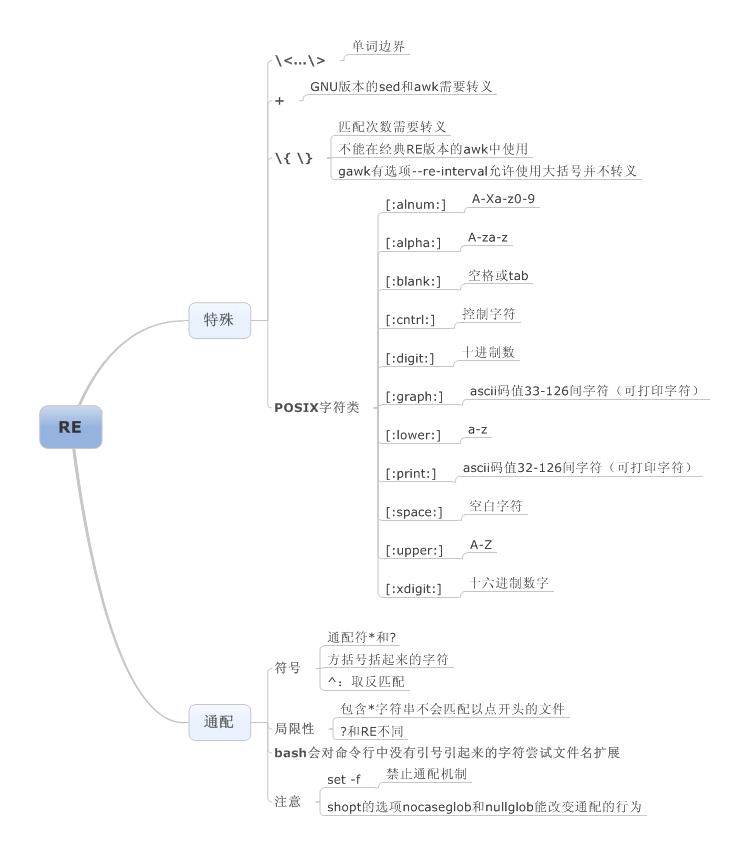 RE
特殊
\<...\>
单词边界
+
GNU版本的sed和awk需要转义
\{ \}
匹配次数需要转义
不能在经典RE版本的awk中使用
gawk有选项--re-interval允许使用大括号并不转义
POSIX字符类
[:alnum:]
A-Xa-z0-9
[:alpha:]
A-za-z
[:blank:]
空格或tab
[:cntrl:]
控制字符
[:digit:]
十进制数
[:graph:]
ascii码值33-126间字符（可打印字符）
[:lower:]
a-z
[:print:]
ascii码值32-126间字符（可打印字符）
[:space:]
空白字符
[:upper:]
A-Z
[:xdigit:]
十六进制数字
通配
符号
通配符*和?
方括号括起来的字符
^：取反匹配
局限性
包含*字符串不会匹配以点开头的文件
?和RE不同
bash会对命令行中没有引号引起来的字符尝试文件名扩展
注意
set -f
禁止通配机制
shopt的选项nocaseglob和nullglob能改变通配的行为